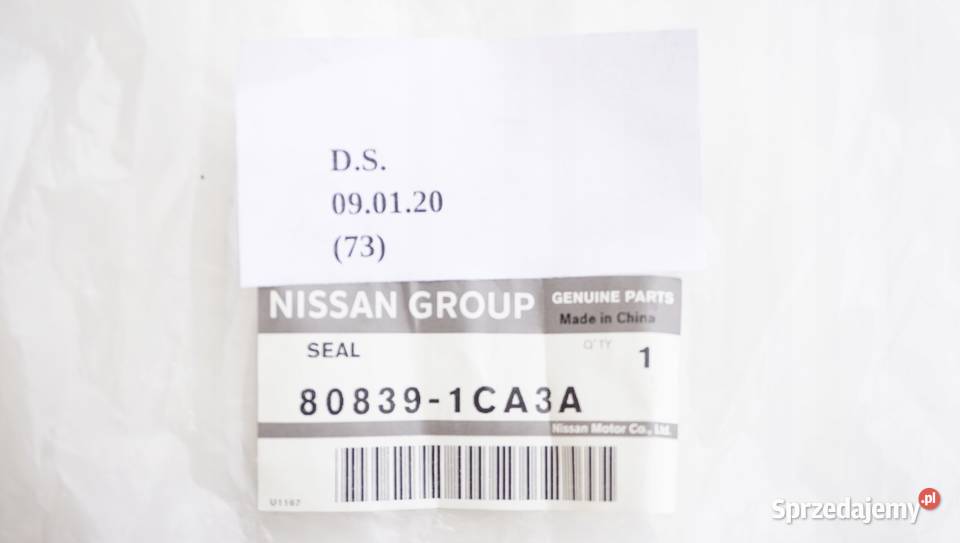 D.S.
09.01.20
(73)
NISSAN GROUP
GENUINE PARTS
Made in China
SEAL
Q'TY
1
80839-1CA3A
Nissan Motor Co., Ltd.
U1167
Sprzedajemy.pl